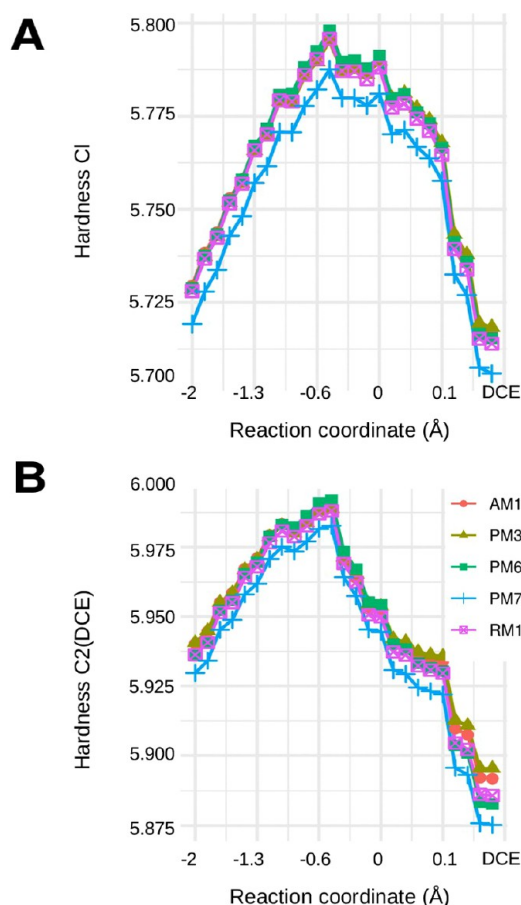 A
5.800
5.775
5.750
5.725
5.700
Hardness Cl
-2 -1.3 -0.6 0 0.1 DCE
Reaction coordinate (Å)
B
6.000
5.975
5.950
5.925
5.900
5.875
Hardness C2(DCE)
AM1
PM3
PM6
PM7
RM1
-2 -1.3 -0.6 0 0.1 DCE
Reaction coordinate (Å)